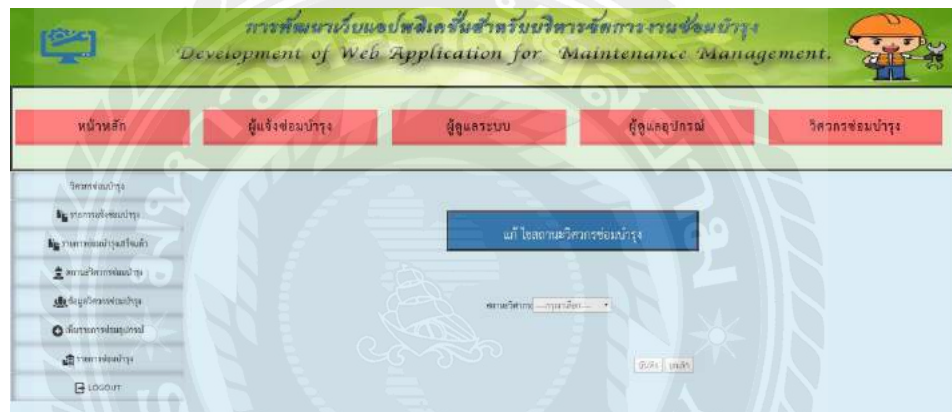 การพัฒนาเว็บแอปพลิเคชั่นสำหรับบริหารจัดการงานซ่อมบำรุง
Development of Web Application for Maintenance Management.
หน้าหลัก
ผู้แจ้งซ่อมบำรุง
ผู้ดูแลระบบ
ผู้ดูแลอุปกรณ์
วิศวกรซ่อมบำรุง
วิศวกรซ่อมบำรุง
รายการแจ้งซ่อมบำรุง
รายการซ่อมบำรุงเสร็จแล้ว
สถานะวิศวกรซ่อมบำรุง
ข้อมูลวิศวกรซ่อมบำรุง
เพิ่มรายการซ่อมอุปกรณ์
รายการซ่อมบำรุง
LOGOUT
แก้ไขสถานะวิศวกรซ่อมบำรุง
สถานะวิศวกร ----กรุณาเลือก----
บันทึก ยกเลิก